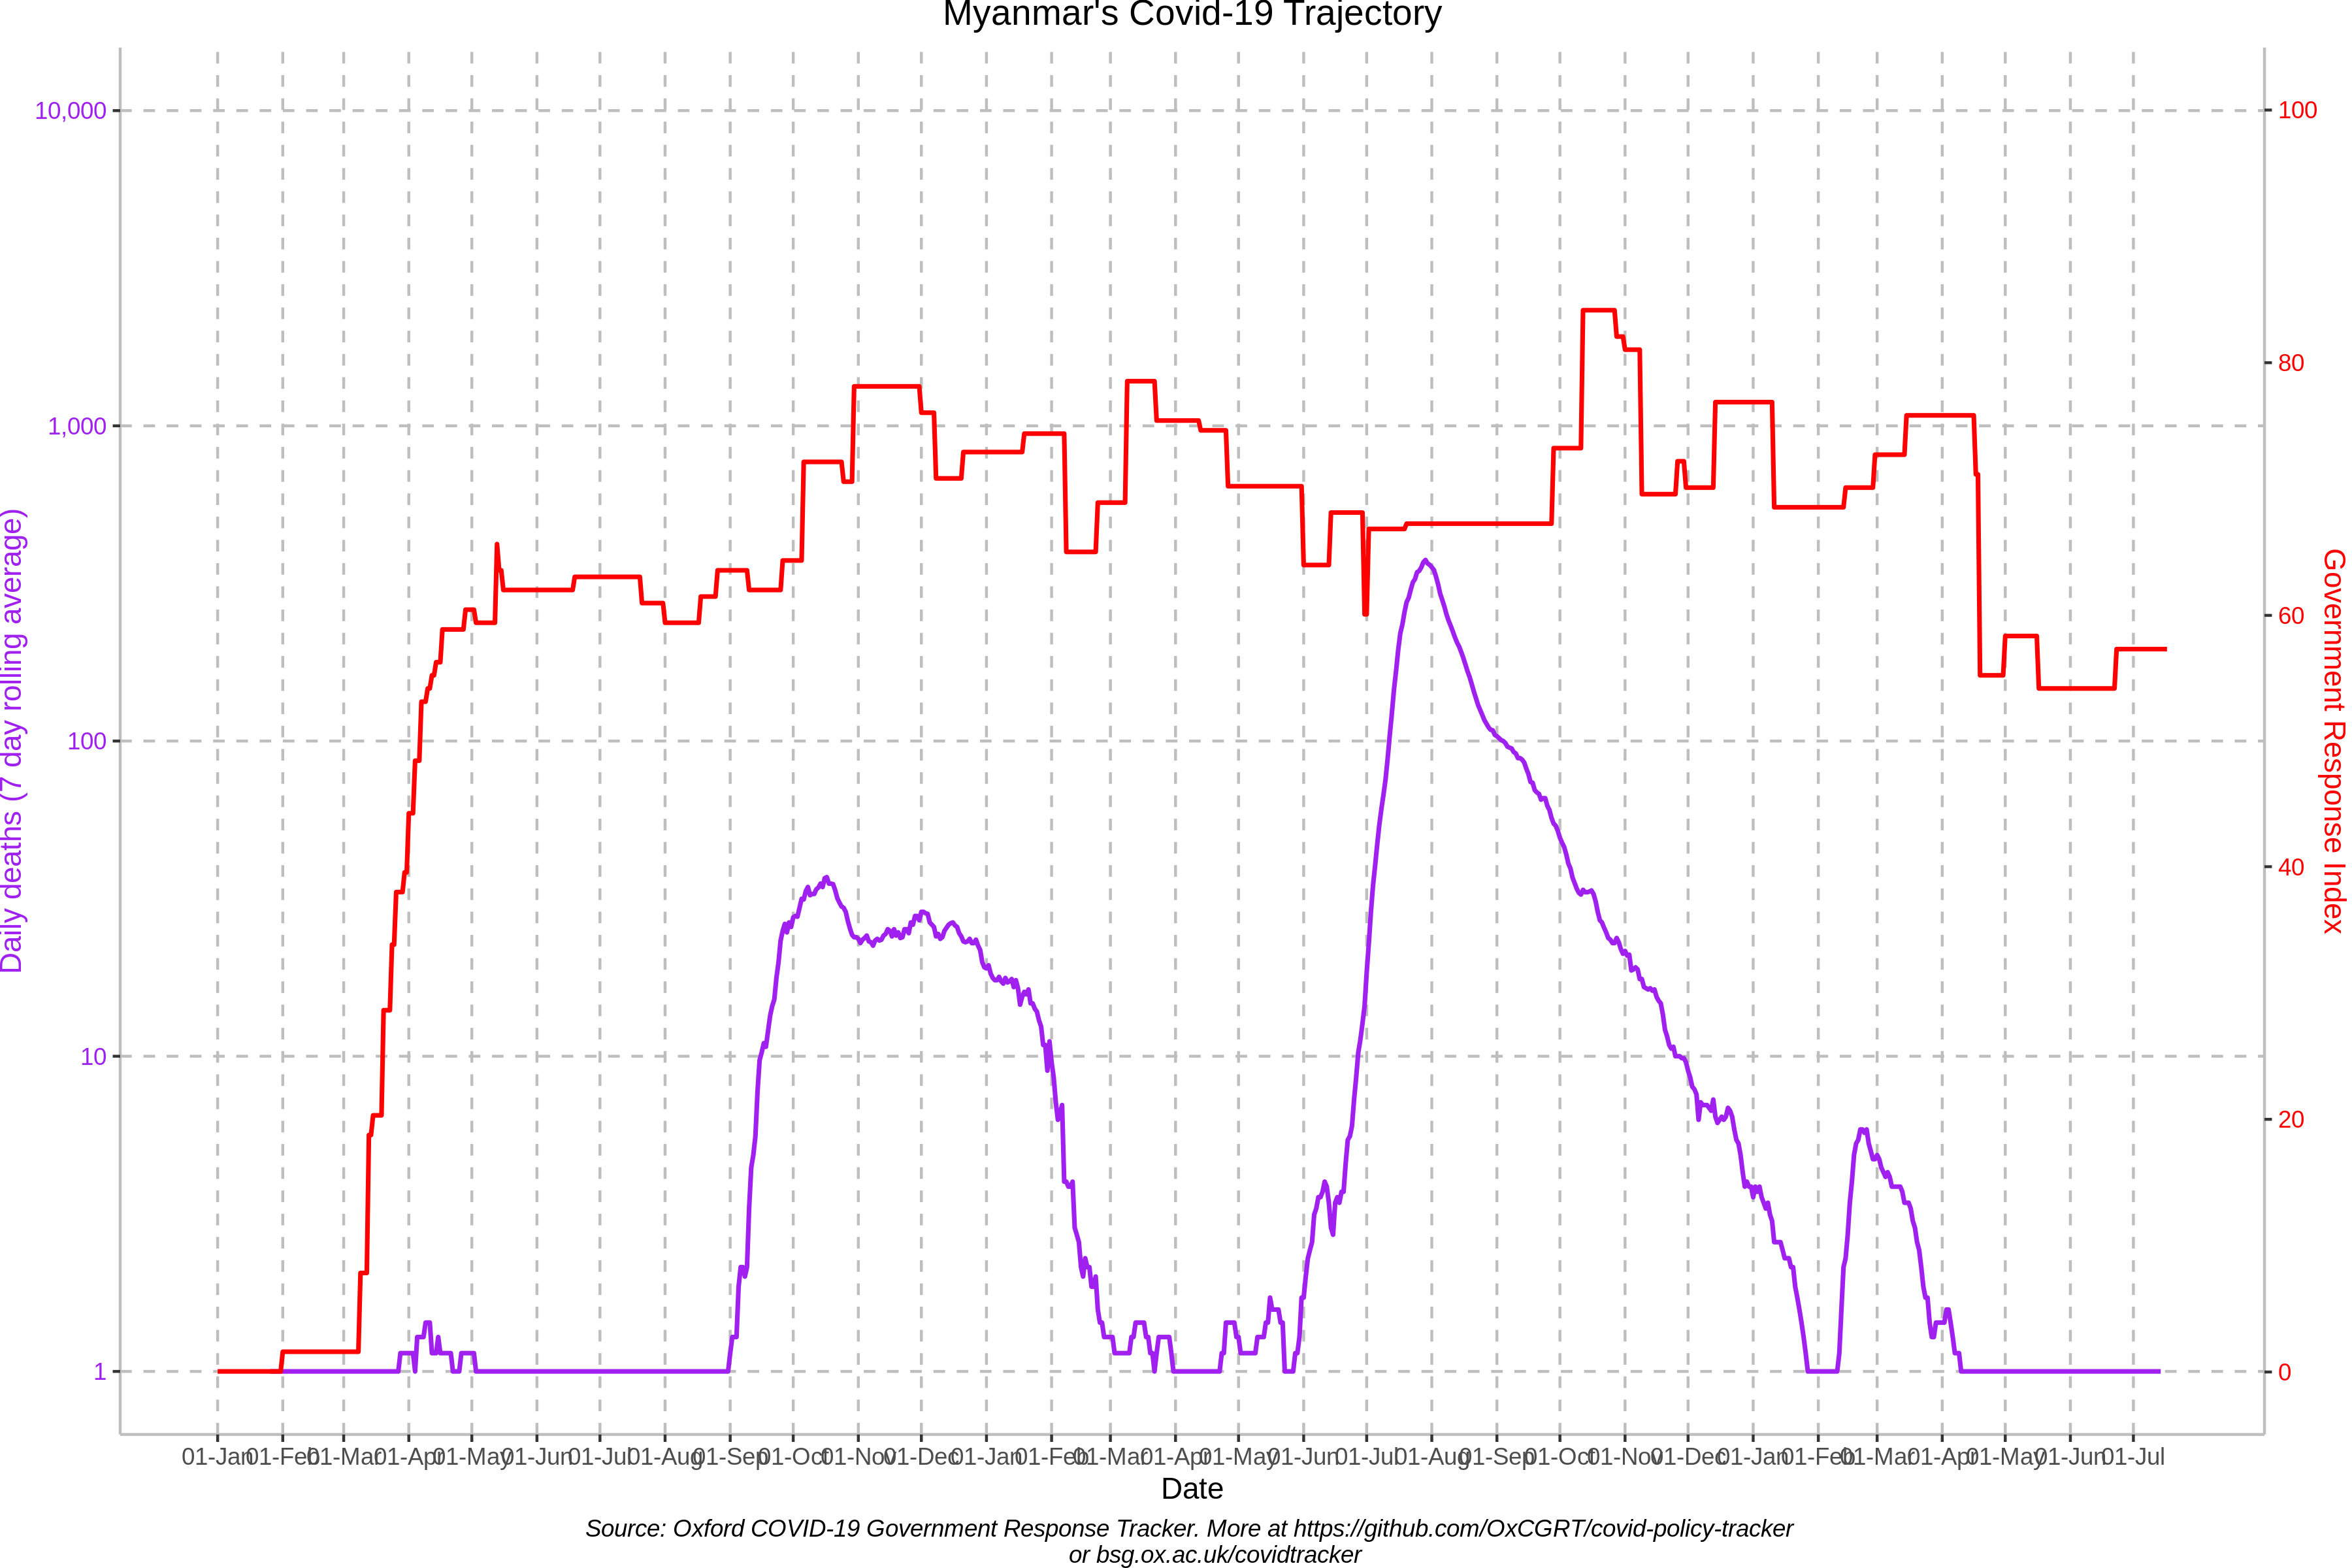 Myanmar's Covid-19 Trajectory
10,000
1,000
100
10
1
Daily deaths (7 day rolling average)
100
80
60
40
20
0
Government Response Index
01-Jan 01-Feb 01-Mar 01-Apr 01-May 01-Jun 01-Jul 01-Aug 01-Sep 01-Oct 01-Nov 01-Dec 01-Jan 01-Feb 01-Mar 01-Apr 01-May 01-Jun 01-Jul 01-Aug 01-Sep 01-Oct 01-Nov 01-Dec 01-Jan 01-Feb 01-Mar 01-Apr 01-May 01-Jun 01-Jul
Date
Source: Oxford COVID-19 Government Response Tracker. More at https://github.com/OxCGRT/covid-policy-tracker
or bsg.ox.ac.uk/covidtracker